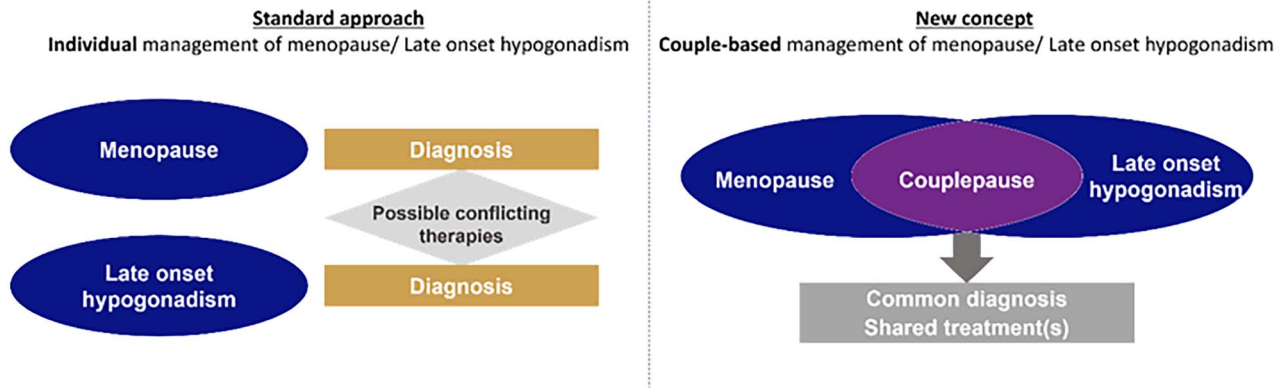 Standard approach
Individual management of menopause/ Late onset hypogonadism
Menopause
Diagnosis
Possible conflicting
therapies
Late onset
hypogonadism
Diagnosis
New concept
Couple-based management of menopause/ Late onset hypogonadism
Menopause
Couplepause
Late onset
hypogonadism
Common diagnosis
Shared treatment(s)